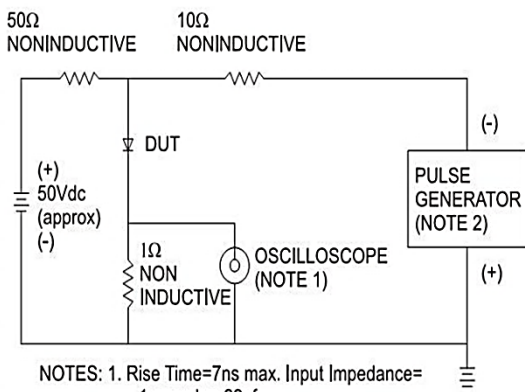 50Ω
NONINDUCTIVE
10Ω
NONINDUCTIVE
DUT
(+)
50Vdc
(approx)
(-)
1Ω
NON
INDUCTIVE
OSCILLOSCOPE
(NOTE 1)
(-)
PULSE
GENERATOR
(NOTE 2)
(+)
NOTES: 1. Rise Time=7ns max. Input Impedance=